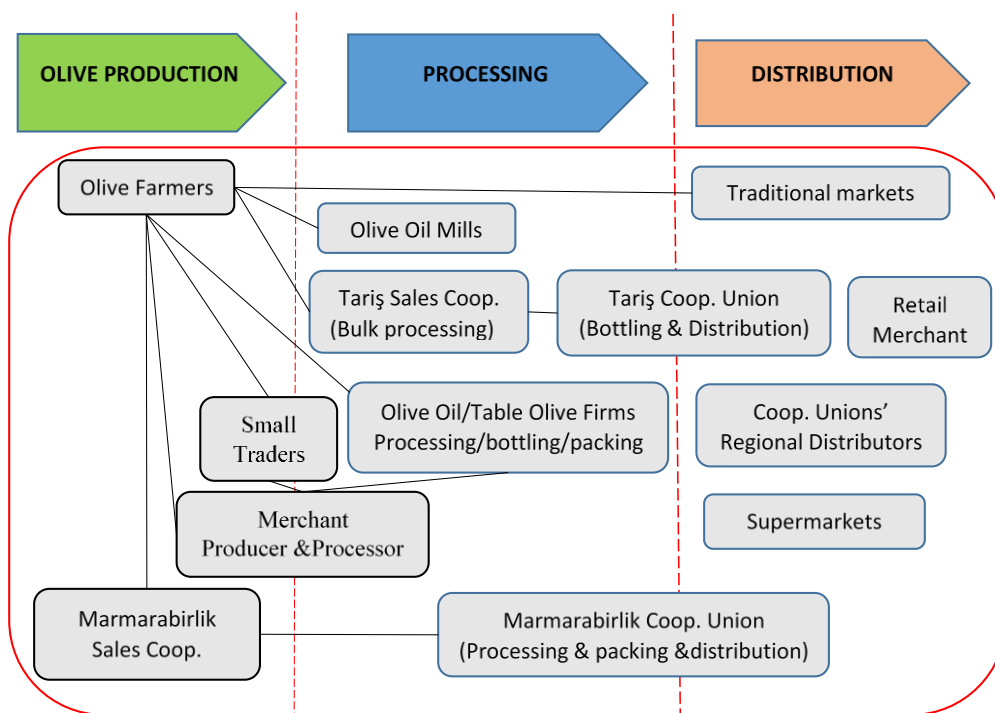 OLIVE PRODUCTION
PROCESSING
DISTRIBUTION
Olive Farmers
Traditional markets
Olive Oil Mills
Tariş Sales Coop.
(Bulk processing)
Tariş Coop. Union
(Bottling & Distribution)
Retail
Merchant
Small
Traders
Olive Oil/Table Olive Firms
Processing/bottling/packing
Coop. Unions’
Regional Distributors
Merchant
Producer &Processor
Supermarkets
Marmarabirlik
Sales Coop.
Marmarabirlik Coop. Union
(Processing & packing &distribution)